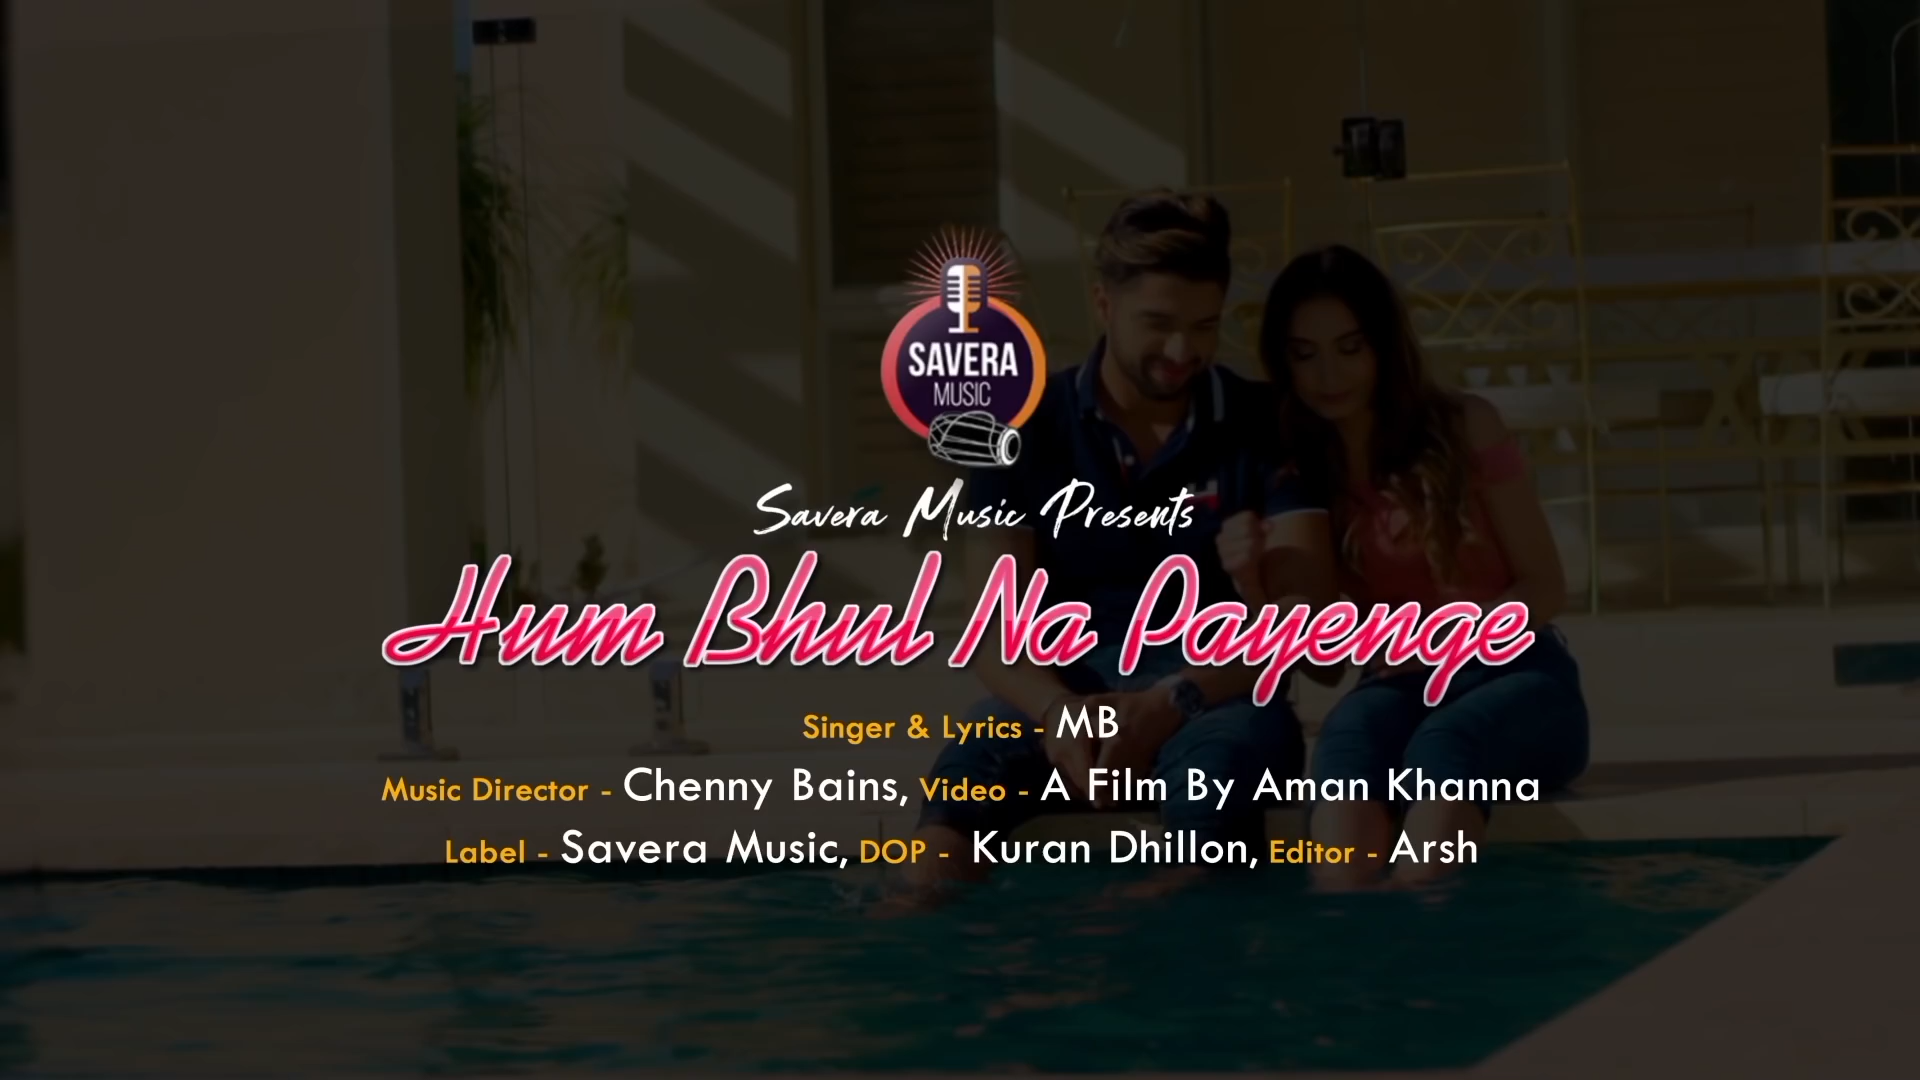 SAVERA
MUSIC
Savera Music Presents
Hum Bhul Na Payenge
Singer & Lyrics - MB
Music Director - Chenny Bains, Video - A Film By Aman Khanna
Label - Savera Music, DOP - Kuran Dhillon, Editor - Arsh